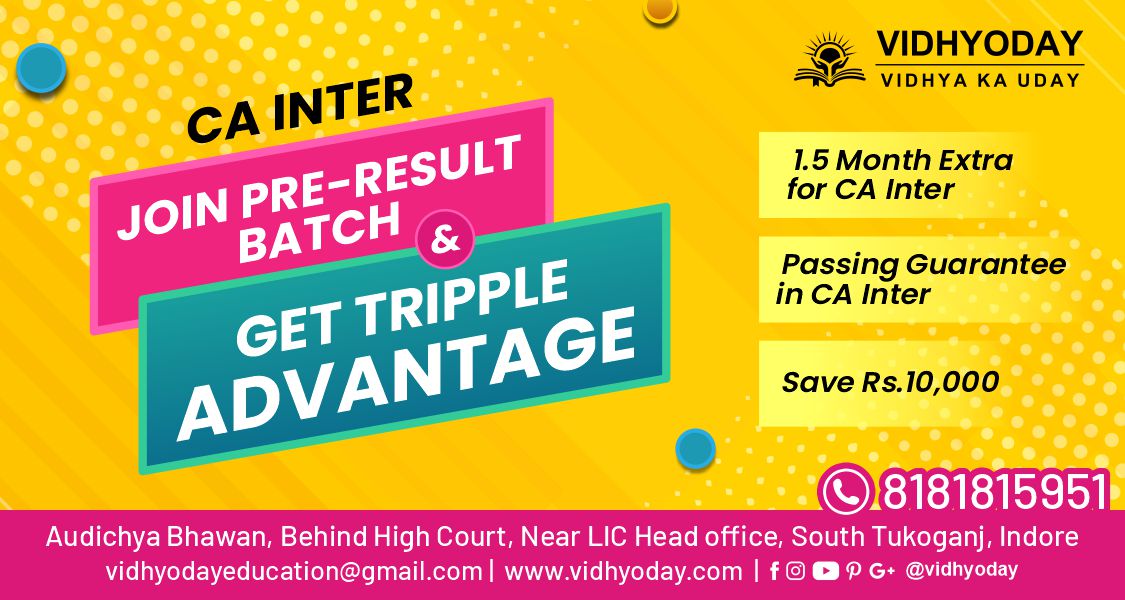 VIDHYODAY
VIDHYA KA UDAY
CA INTER
JOIN PRE-RESULT
BATCH
&
GET TRIPPLE
ADVANTAGE
1.5 Month Extra
for CA Inter
Passing Guarantee
in CA Inter
Save Rs.10,000
8181815951
Audichya Bhawan, Behind High Court, Near LIC Head office, South Tukoganj, Indore
vidhyodayeducation@gmail.com | www.vidhyoday.com | @vidhyoday